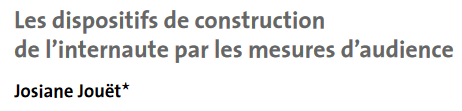 Les dispositifs de construction
de l’internaute par les mesures d’audience
Josiane Jouët*